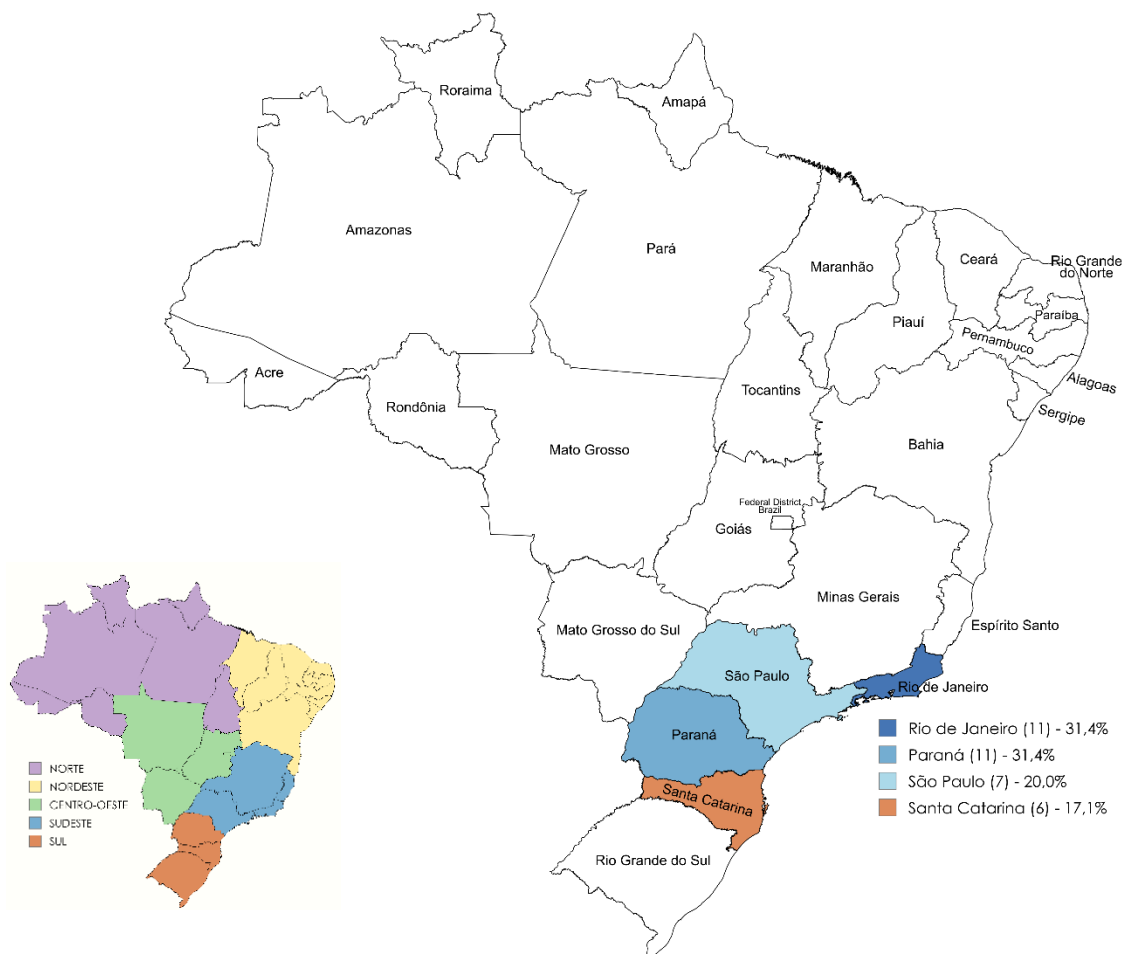 Roraima
Amapá
Amazonas
Pará
Maranhão
Ceará
Rio Grande
do Norte
Paraíba
Piauí
Pernambuco
Alagoas
Sergipe
Acre
Rondônia
Tocantins
Mato Grosso
Bahia
Federal District
Brazil
Goiás
Minas Gerais
Mato Grosso do Sul
Espírito Santo
São Paulo
Rio de Janeiro
Paraná
Santa Catarina
Rio Grande do Sul
Rio de Janeiro (11) - 31,4%
Paraná (11) - 31,4%
São Paulo (7) - 20,0%
Santa Catarina (6) - 17,1%
NORTE
NORDESTE
CENTRO-OESTE
SUDESTE
SUL